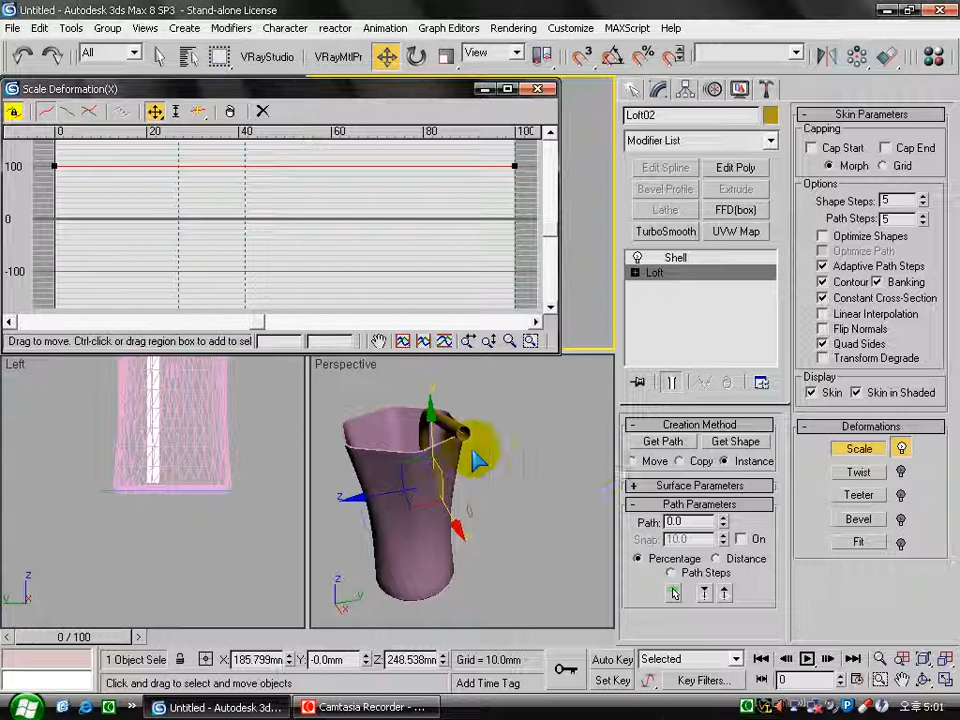 Untitled - Autodesk 3ds Max 8 SP3 - Stand-alone License
File Edit Tools Group Views Create Modifiers Character reactor Animation Graph Editors Rendering Customize MAXScript Help
All VRayStudio VRayMtlPr View
Scale Deformation(X)
0 20 40 60 80 100
100
0
-100
Drag to move. Ctrl-click or drag region box to add to sel
Left
Perspective
Loft02
Modifier List
Edit Spline Edit Poly
Bevel Profile Extrude
Lathe FFD(box)
TurboSmooth UVW Map
Shell
Loft
Creation Method
Get Path Get Shape
Move Copy Instance
Surface Parameters
Path Parameters
Path: 0.0
Snap: 10.0 On
Percentage Distance
Path Steps
Skin Parameters
Capping
Cap Start Cap End
Morph Grid
Options
Shape Steps: 5
Path Steps: 5
Optimize Shapes
Optimize Path
Adaptive Path Steps
Contour Banking
Constant Cross-Section
Linear Interpolation
Flip Normals
Quad Sides
Transform Degrade
Display
Skin Skin in Shaded
Deformations
Scale
Twist
Teeter
Bevel
Fit
0 / 100
1 Object Sele X: 185.799mm Y: -0.0mm Z: 248.538mm Grid = 10.0mm Auto Key Selected
Click and drag to select and move objects Add Time Tag Set Key Key Filters... 0
Untitled - Autodesk 3d... Camtasia Recorder - ... 오후 5:01